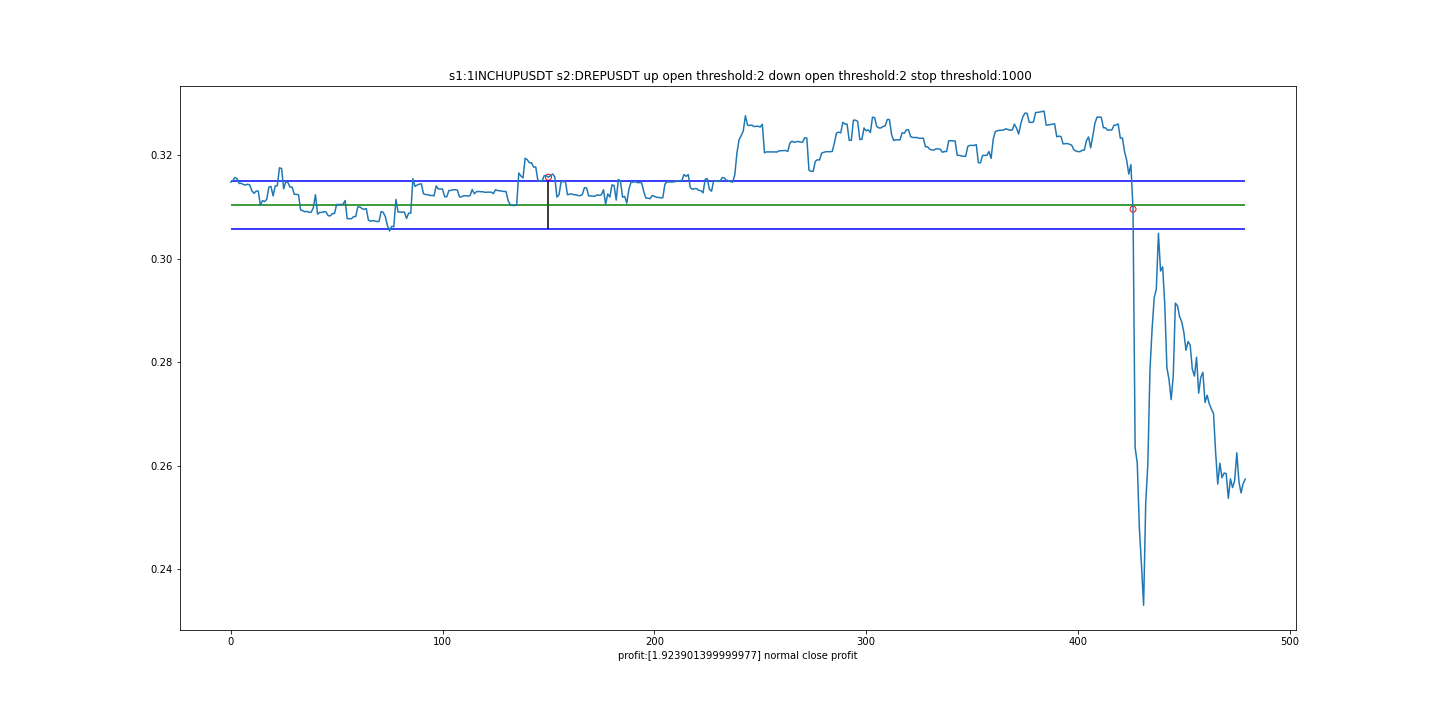 s1:1INCHUPUSDT s2:DREPUSDT up open threshold:2 down open threshold:2 stop threshold:1000
0.32
0.30
0.28
0.26
0.24
0 100 200 300 400 500
profit:[1.923901399999977] normal close profit